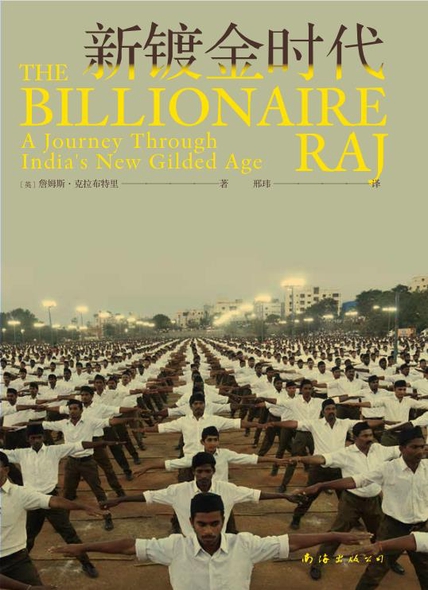 新镀金时代
THE
BILLIONAIRE
A Journey Through
India's New Gilded Age
RAJ
[英] 詹姆斯·克拉布特里 著 邢玮 译
南海出版公司